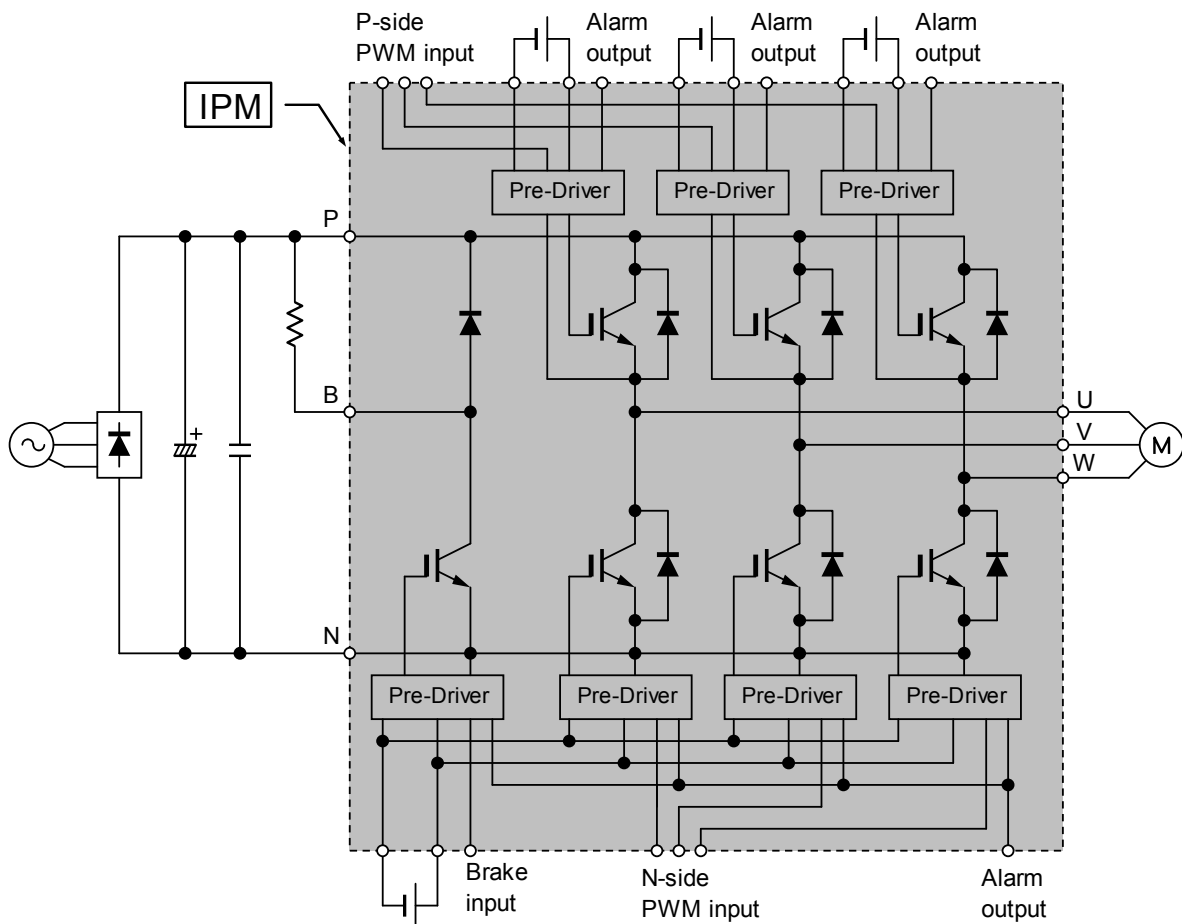 P-side
PWM input
Alarm
output
Alarm
output
Alarm
output
IPM
Pre-Driver
Pre-Driver
Pre-Driver
P
B
U
V
W
M
+
N
Pre-Driver
Pre-Driver
Pre-Driver
Pre-Driver
Brake
input
N-side
PWM input
Alarm
output